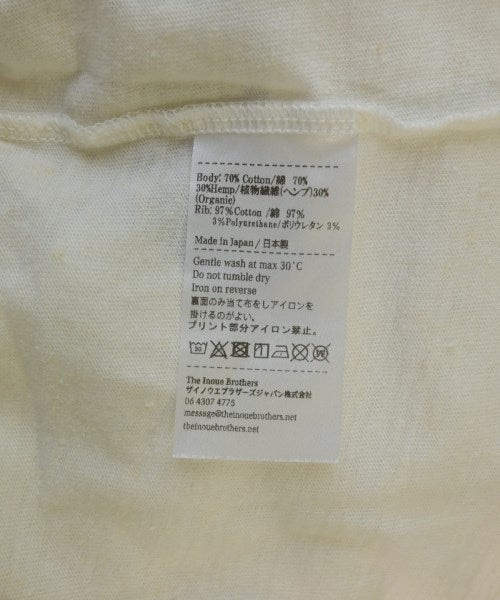 Body: 70% Cotton/綿 70%
30%Hemp/植物繊維(ヘンプ)30%
(Organic)
Rib: 97% Cotton /綿 97%
3%Polyurethane/ポリウレタン 3%
Made in Japan / 日本製
Gentle wash at max 30˚C
Do not tumble dry
Iron on reverse
裏面のみ当て布をしアイロンを
掛けるのがよい。
プリント部分アイロン禁止。
The Inoue Brothers
ザイノウエブラザーズジャパン株式会社
06 4307 4775
message@theinouebrothers.net
theinouebrothers.net